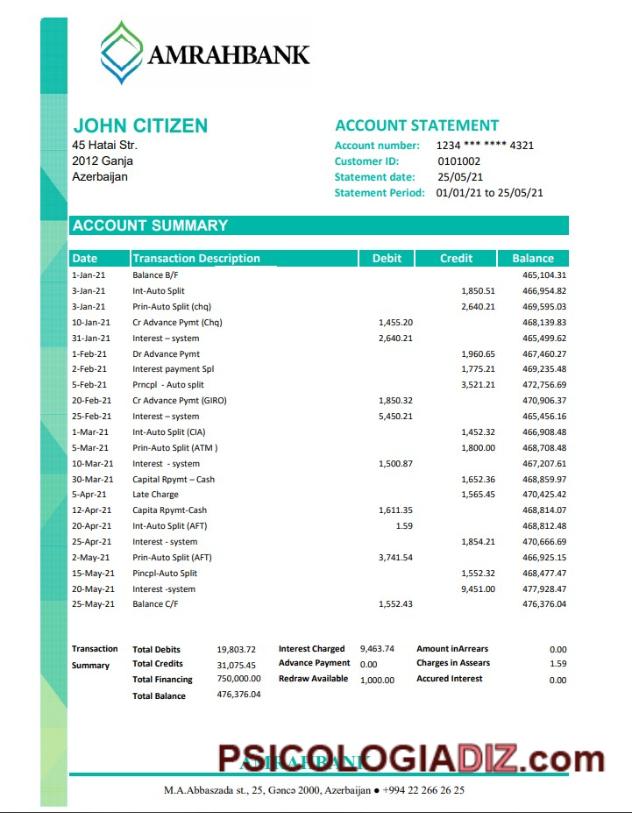 AMRAHBANK
JOHN CITIZEN
45 Hatai Str.
2012 Ganja
Azerbaijan
ACCOUNT STATEMENT
Account number: 1234 *** **** 4321
Customer ID: 0101002
Statement date: 25/05/21
Statement Period: 01/01/21 to 25/05/21
ACCOUNT SUMMARY
Date Transaction Description Debit Credit Balance
1-Jan-21 Balance B/F 465,104.31
3-Jan-21 Int-Auto Split 1,850.51 466,954.82
3-Jan-21 Prin-Auto Split (chq) 2,640.21 469,595.03
10-Jan-21 Cr Advance Pymt (Chq) 1,455.20 468,139.83
31-Jan-21 Interest – system 2,640.21 465,499.62
1-Feb-21 Dr Advance Pymt 1,960.65 467,460.27
2-Feb-21 Interest payment Spl 1,775.21 469,235.48
5-Feb-21 Prncpl - Auto split 3,521.21 472,756.69
20-Feb-21 Cr Advance Pymt (GIRO) 1,850.32 470,906.37
25-Feb-21 Interest – system 5,450.21 465,456.16
1-Mar-21 Int-Auto Split (CIA) 1,452.32 466,908.48
5-Mar-21 Prin-Auto Split (ATM ) 1,800.00 468,708.48
10-Mar-21 Interest - system 1,500.87 467,207.61
30-Mar-21 Capital Rpymt – Cash 1,652.36 468,859.97
5-Apr-21 Late Charge 1,565.45 470,425.42
12-Apr-21 Capita Rpymt-Cash 1,611.35 468,814.07
20-Apr-21 Int-Auto Split (AFT) 1.59 468,812.48
25-Apr-21 Interest - system 1,854.21 470,666.69
2-May-21 Prin-Auto Split (AFT) 3,741.54 466,925.15
15-May-21 Pincpl-Auto Split 1,552.32 468,477.47
20-May-21 Interest -system 9,451.00 477,928.47
25-May-21 Balance C/F 1,552.43 476,376.04
Transaction Total Debits 19,803.72 Interest Charged 9,463.74 Amount inArrears 0.00
Summary Total Credits 31,075.45 Advance Payment 0.00 Charges in Assears 1.59
Total Financing 750,000.00 Redraw Available 1,000.00 Accured Interest 0.00
Total Balance 476,376.04
AMRAHBANK
PSICOLOGIADIZ.com
M.A.Abbaszada st., 25, Gəncə 2000, Azerbaijan ● +994 22 266 26 25